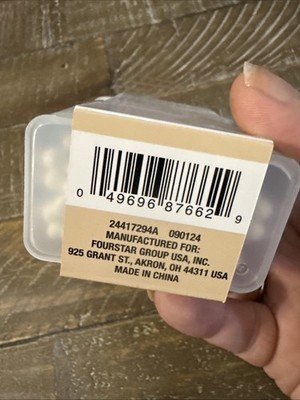 0 49696 87662 9
24417294A 090124
MANUFACTURED FOR:
FOURSTAR GROUP USA, INC.
925 GRANT ST., AKRON, OH 44311 USA
MADE IN CHINA